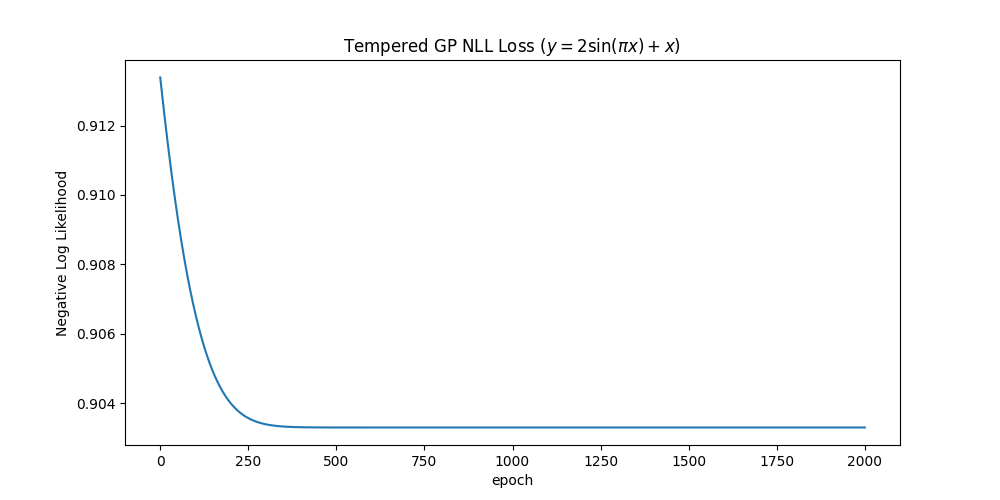 Tempered GP NLL Loss (y = 2sin(πx) + x)
Negative Log Likelihood
0.912
0.910
0.908
0.906
0.904
0 250 500 750 1000 1250 1500 1750 2000
epoch